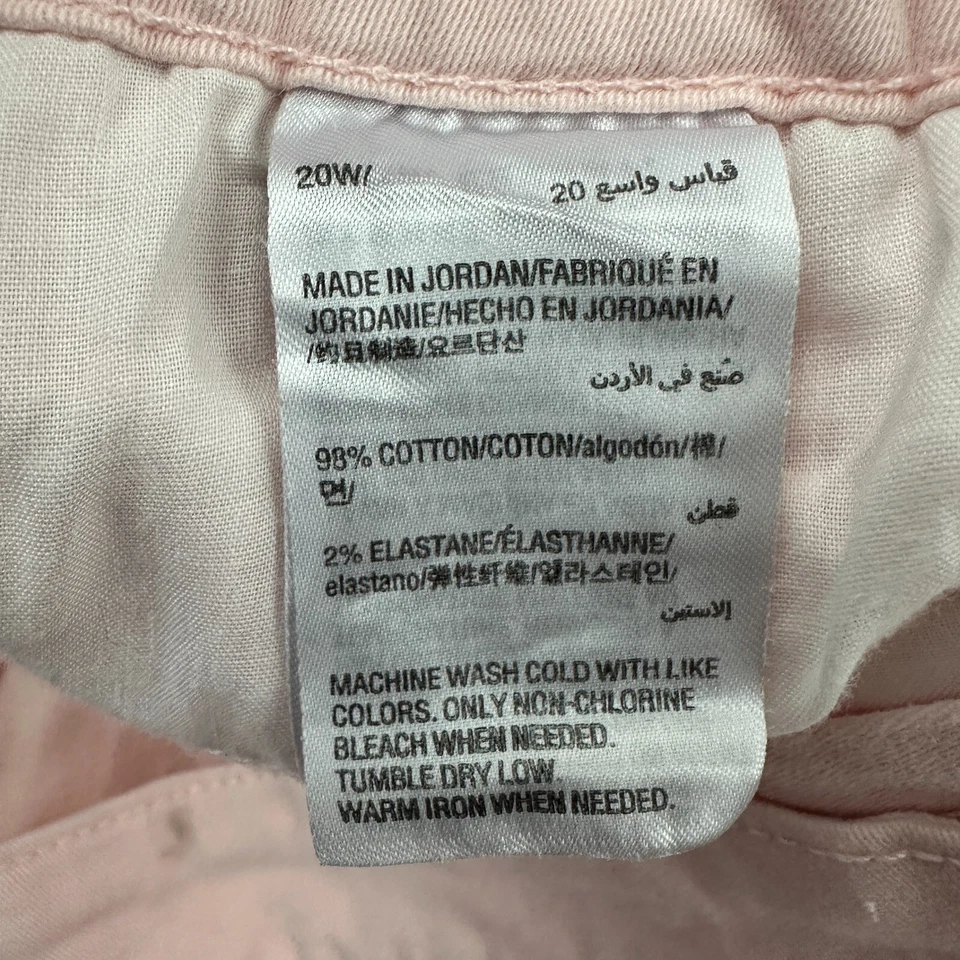 20W/
قياس واسع 20
MADE IN JORDAN/FABRIQUÉ EN
JORDANIE/HECHO EN JORDANIA/
/约旦制造/요르단산
صُنع في الأردن
98% COTTON/COTON/algodón/棉/
면/
قطن
2% ELASTANE/ÉLASTHANNE/
elastano/弹性纤维/엘라스테인/
إلاستين
MACHINE WASH COLD WITH LIKE
COLORS. ONLY NON-CHLORINE
BLEACH WHEN NEEDED.
TUMBLE DRY LOW.
WARM IRON WHEN NEEDED.